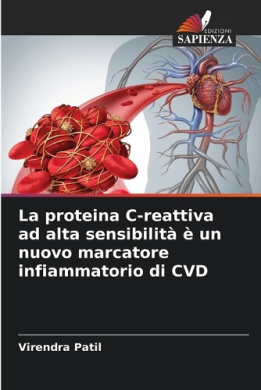 EDIZIONI
SAPIENZA
La proteina C-reattiva
ad alta sensibilità è un
nuovo marcatore
infiammatorio di CVD
Virendra Patil